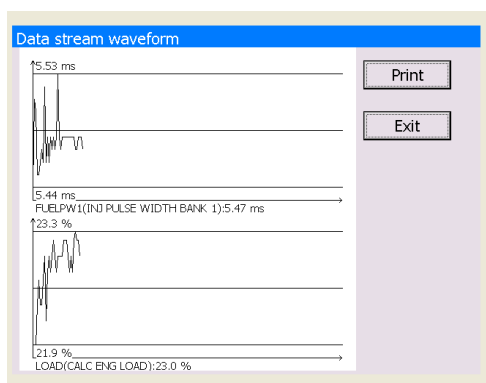 Data stream waveform
5.53 ms
Print
Exit
5.44 ms
FUELPW1(INJ PULSE WIDTH BANK 1):5.47 ms
23.3 %
21.9 %
LOAD(CALC ENG LOAD):23.0 %